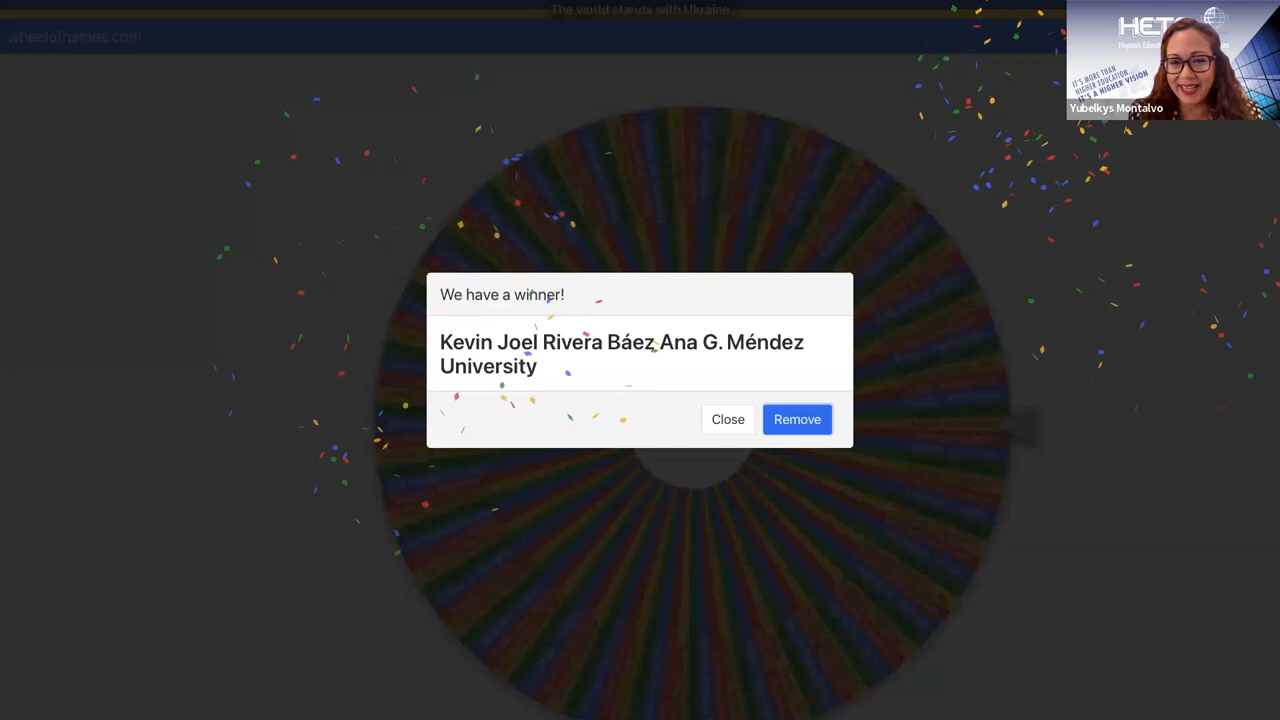 The world stands with Ukraine
wheelofnames.com
HETS
IT'S MORE THAN
HIGHER EDUCATION...
IT'S A HIGHER VISION
Yubelkys Montalvo
We have a winner!
Kevin Joel Rivera Báez Ana G. Méndez
University
Close
Remove